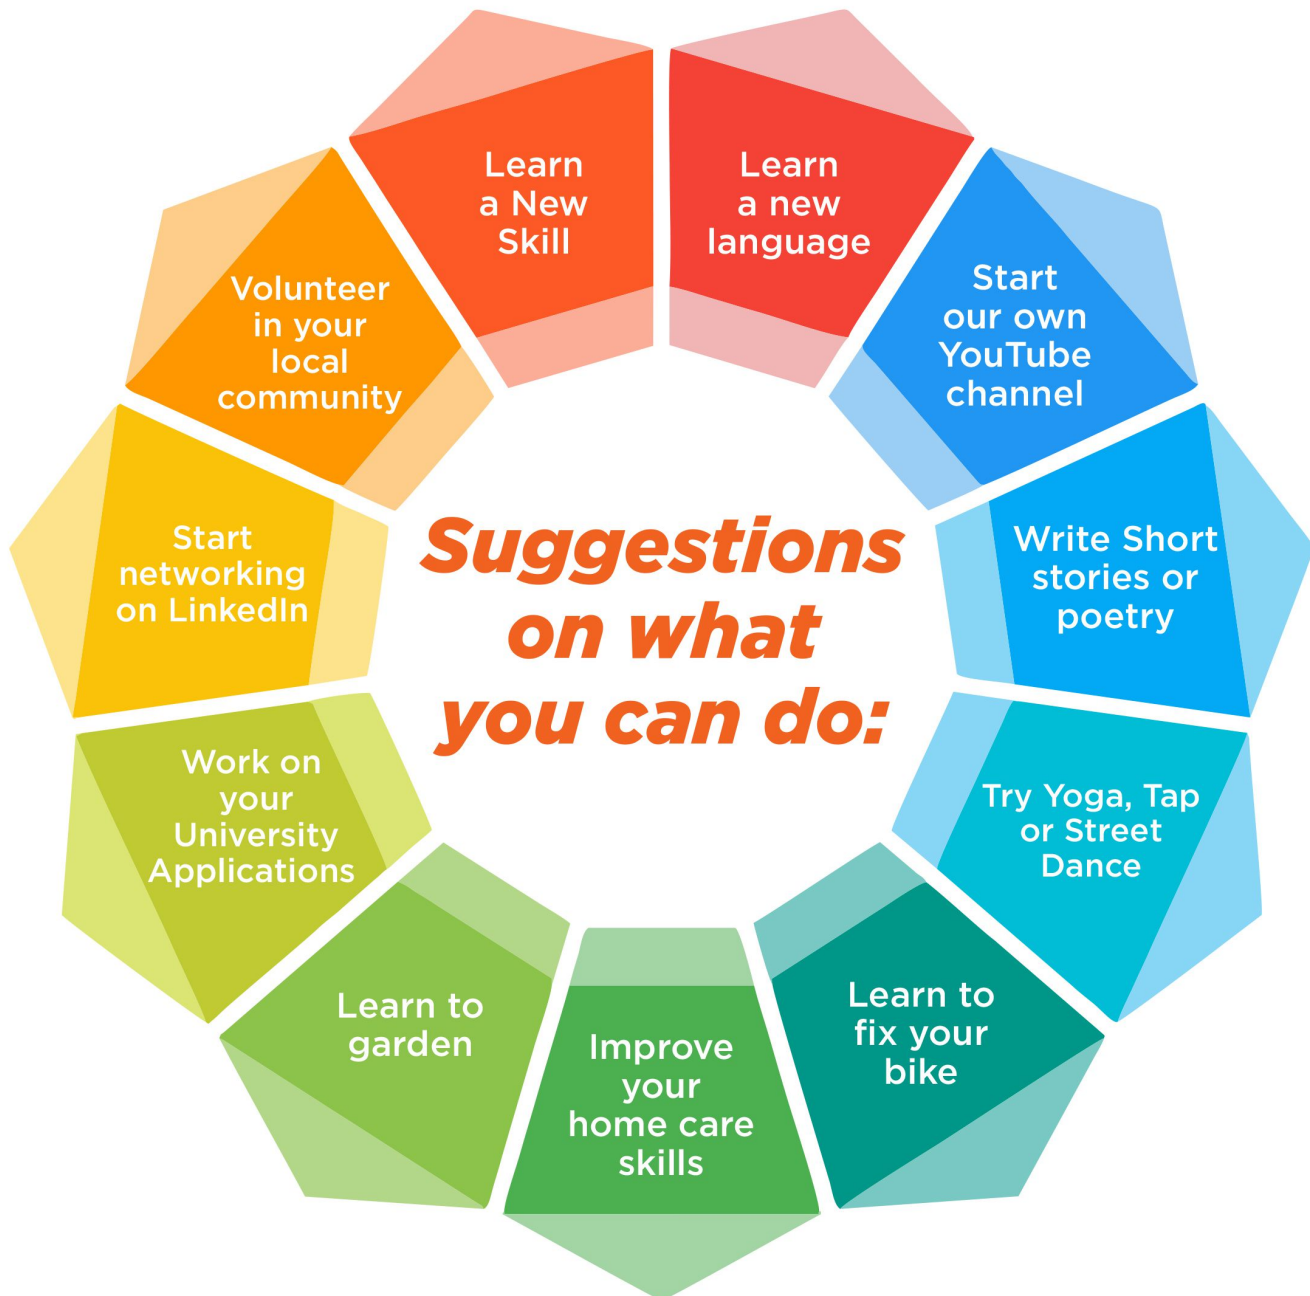 Suggestions
on what
you can do:
Learn
a New
Skill
Learn
a new
language
Start
our own
YouTube
channel
Write Short
stories or
poetry
Try Yoga, Tap
or Street
Dance
Learn to
fix your
bike
Improve
your
home care
skills
Learn to
garden
Work on
your
University
Applications
Start
networking
on LinkedIn
Volunteer
in your
local
community